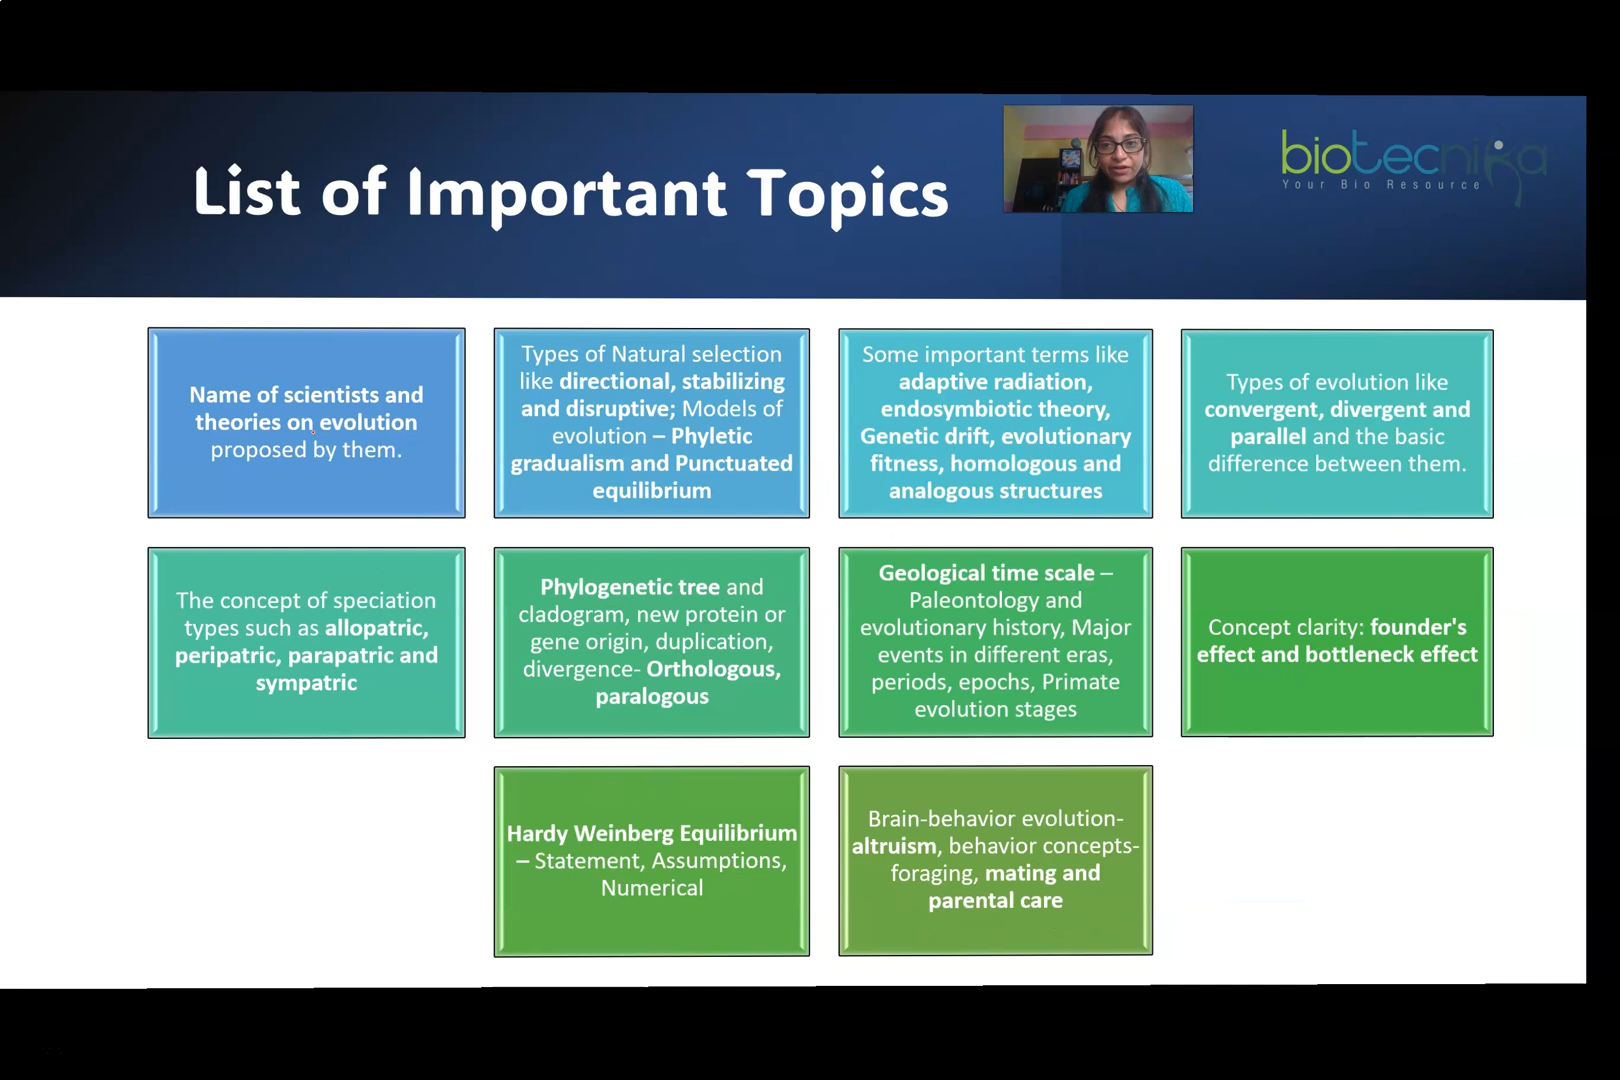 List of Important Topics
biotecnika
Your Bio Resource
Name of scientists and
theories on evolution
proposed by them.
Types of Natural selection
like directional, stabilizing
and disruptive; Models of
evolution – Phyletic
gradualism and Punctuated
equilibrium
Some important terms like
adaptive radiation,
endosymbiotic theory,
Genetic drift, evolutionary
fitness, homologous and
analogous structures
Types of evolution like
convergent, divergent and
parallel and the basic
difference between them.
The concept of speciation
types such as allopatric,
peripatric, parapatric and
sympatric
Phylogenetic tree and
cladogram, new protein or
gene origin, duplication,
divergence- Orthologous,
paralogous
Geological time scale –
Paleontology and
evolutionary history, Major
events in different eras,
periods, epochs, Primate
evolution stages
Concept clarity: founder's
effect and bottleneck effect
Hardy Weinberg Equilibrium
– Statement, Assumptions,
Numerical
Brain-behavior evolution-
altruism, behavior concepts-
foraging, mating and
parental care